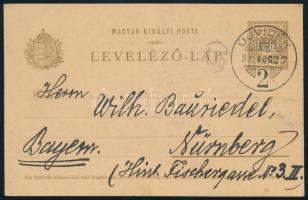 MAGYAR KIRÁLYI POSTA
LEVELEZŐ-LAP
UJVIDÉK
2
Herrn
Wilh. Bauriedel,
Bayern. Nürnberg
(Hint. Fischergasse No. 3. II)